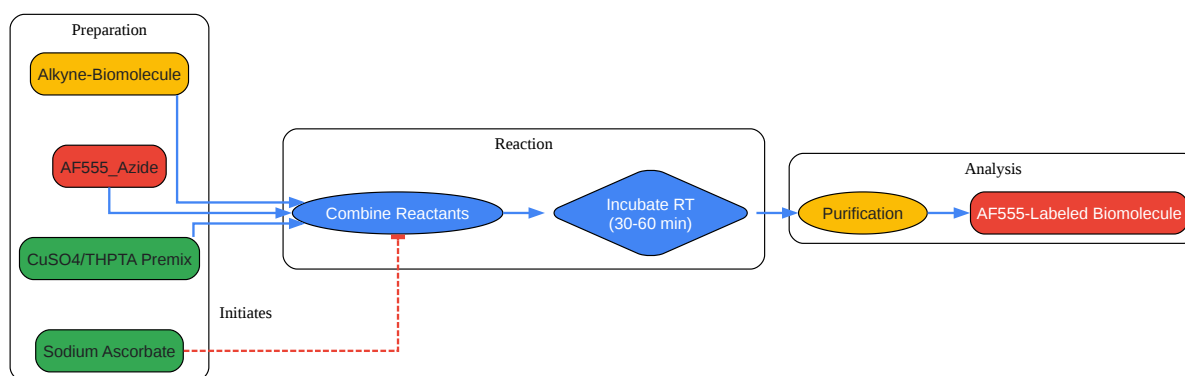 Preparation
Alkyne-Biomolecule
AF555_Azide
CuSO4/THPTA Premix
Sodium Ascorbate
Initiates
Reaction
Combine Reactants
Incubate RT
(30-60 min)
Analysis
Purification
AF555-Labeled Biomolecule